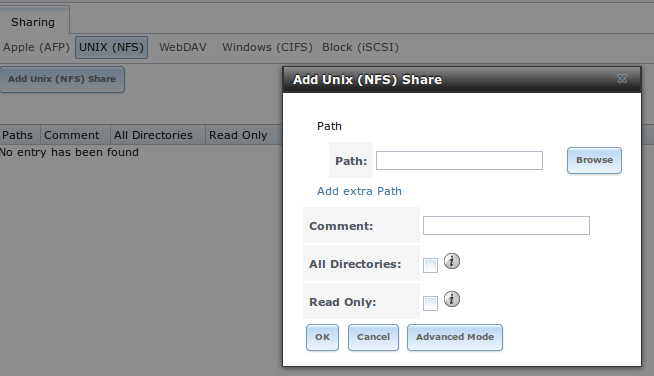 Sharing
Apple (AFP) UNIX (NFS) WebDAV Windows (CIFS) Block (iSCSI)
Add Unix (NFS) Share
Paths Comment All Directories Read Only
No entry has been found
Add Unix (NFS) Share
Path
Path: Browse
Add extra Path
Comment:
All Directories:
Read Only:
OK Cancel Advanced Mode